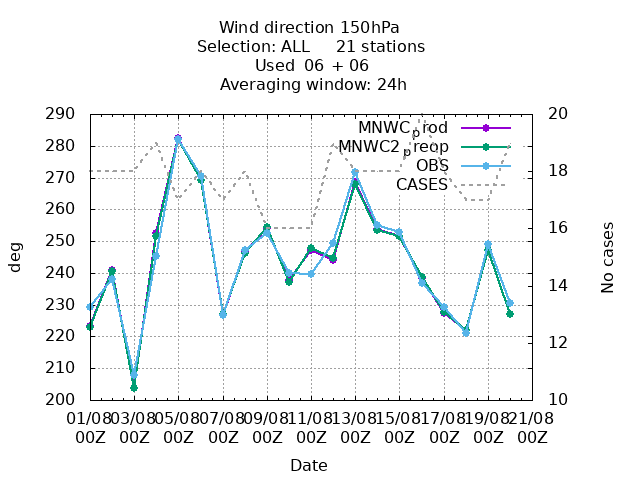 Wind direction 150hPa
Selection: ALL 21 stations
Used 06 + 06
Averaging window: 24h
290 280 270 260 250 240 230 220 210 200
deg
20 18 16 14 12 10
No cases
MNWCprod
MNWC2preop
OBS
CASES
01/08 03/08 05/08 07/08 09/08 11/08 13/08 15/08 17/08 19/08 21/08
00Z 00Z 00Z 00Z 00Z 00Z 00Z 00Z 00Z 00Z 00Z
Date